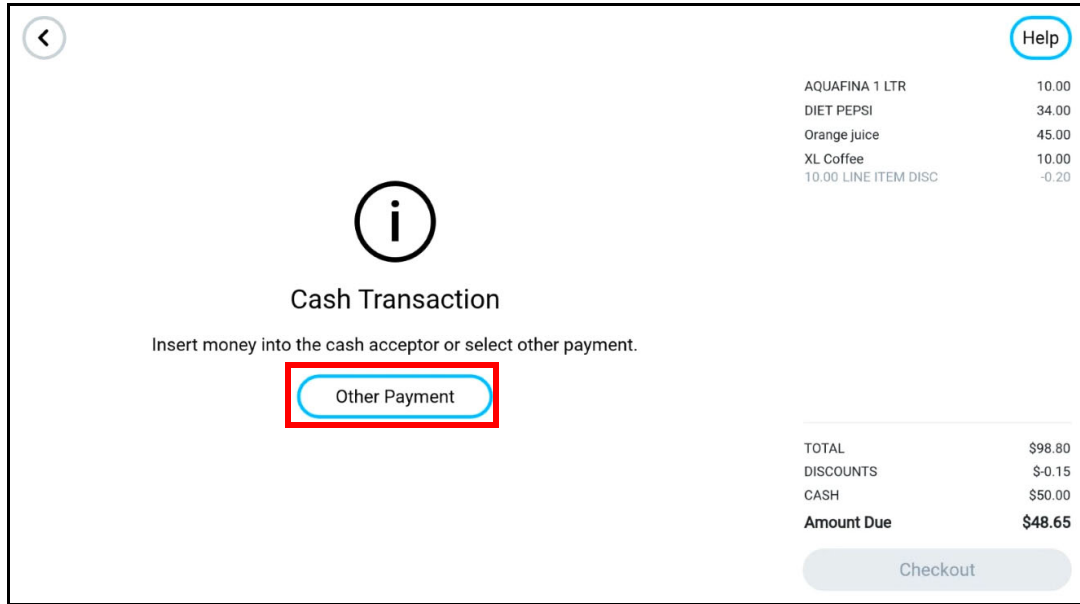 Help
AQUAFINA 1 LTR 10.00
DIET PEPSI 34.00
Orange juice 45.00
XL Coffee 10.00
10.00 LINE ITEM DISC -0.20
Cash Transaction
Insert money into the cash acceptor or select other payment.
Other Payment
TOTAL $98.80
DISCOUNTS $-0.15
CASH $50.00
Amount Due $48.65
Checkout